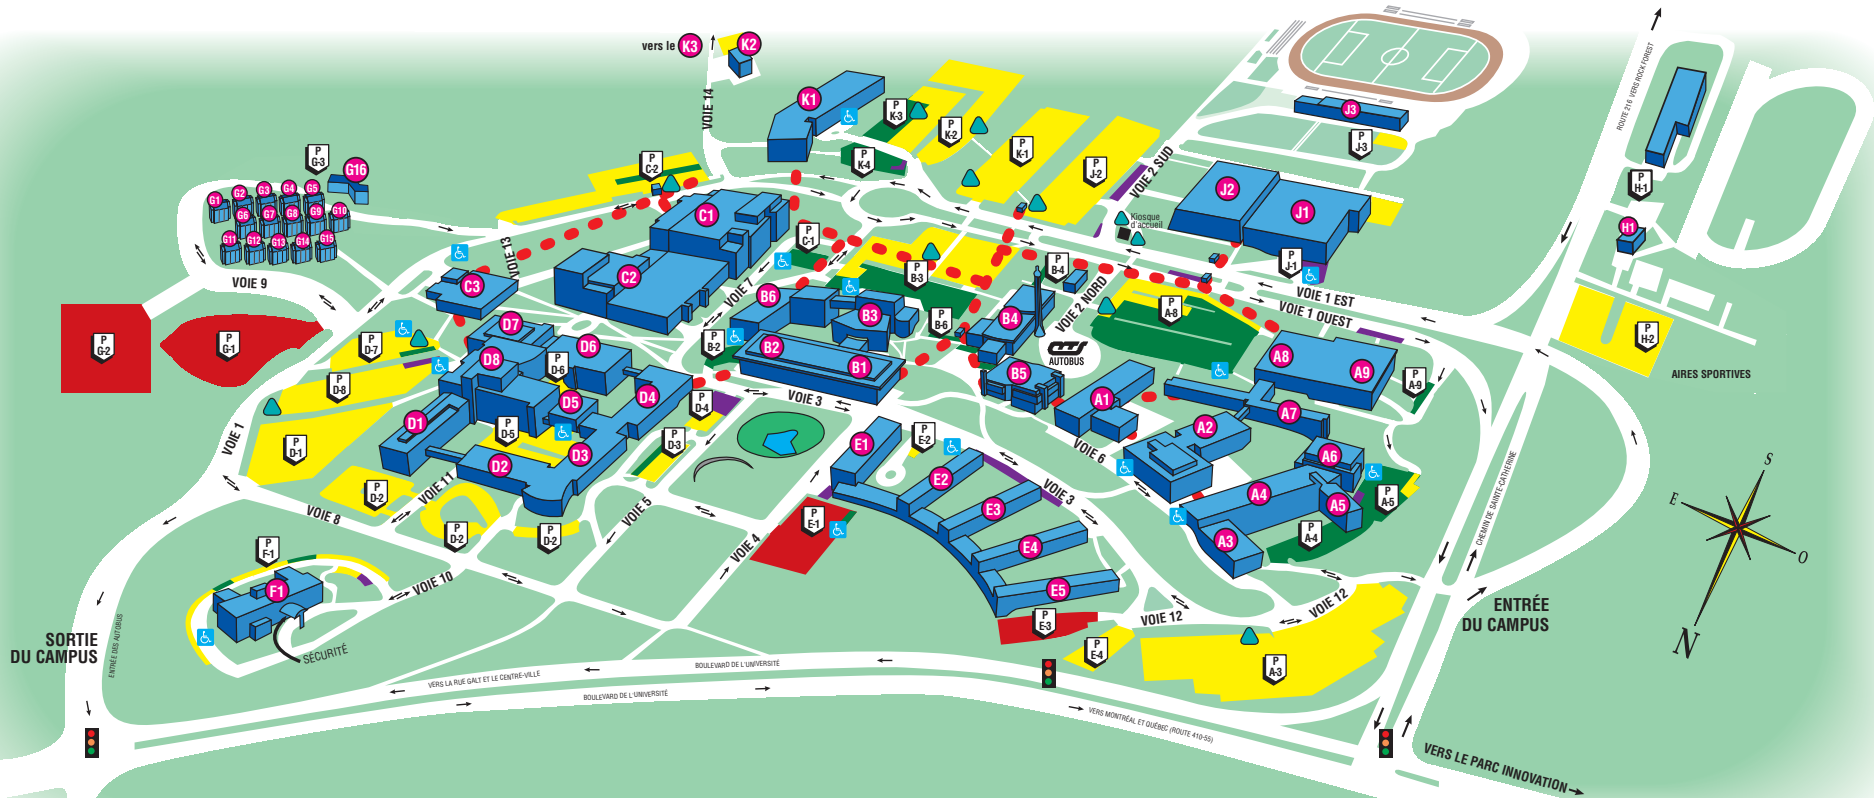 vers le K3
K2
K1
VOIE 14
P K-3
P K-2
P K-4
P K-1
P J-2
VOIE 2 SUD
J3
P J-3
ROUTE 216 VERS ROCK FOREST
P H-1
H1
P H-2
AIRES SPORTIVES
P G-3
G16
G1
G2
G3
G4
G5
G6
G7
G8
G9
G10
G11
G12
G13
G14
G15
P C-2
C1
C2
C3
P C-1
VOIE 13
VOIE 9
VOIE 7
J2
J1
P J-1
Kiosque
d'accueil
VOIE 1 EST
VOIE 1 OUEST
P B-3
P B-4
P B-6
P B-2
B6
B3
B4
B2
B1
B5
VOIE 2 NORD
AUTOBUS
P A-8
A8
A9
P A-9
A7
A1
A2
A6
A4
A5
A3
P A-5
P A-4
P G-2
P G-1
P D-7
P D-8
P D-1
D7
D8
D6
P D-6
D5
D4
D1
D2
D3
P D-5
P D-4
P D-3
P D-2
P D-2
P D-2
VOIE 1
VOIE 3
VOIE 6
VOIE 3
VOIE 11
VOIE 8
VOIE 5
VOIE 4
VOIE 10
E1
P E-2
E2
E3
E4
E5
P E-1
P E-3
P E-4
VOIE 12
VOIE 12
P A-3
P F-1
F1
SÉCURITÉ
SORTIE
DU CAMPUS
ENTRÉE DES AUTOBUS
ENTRÉE
DU CAMPUS
CHEMIN DE SAINTE-CATHERINE
S
E
O
N
BOULEVARD DE L'UNIVERSITÉ
VERS LA RUE GALT ET LE CENTRE-VILLE
BOULEVARD DE L'UNIVERSITÉ
VERS MONTRÉAL ET QUÉBEC (ROUTE 410-55)
VERS LE PARC INNOVATION